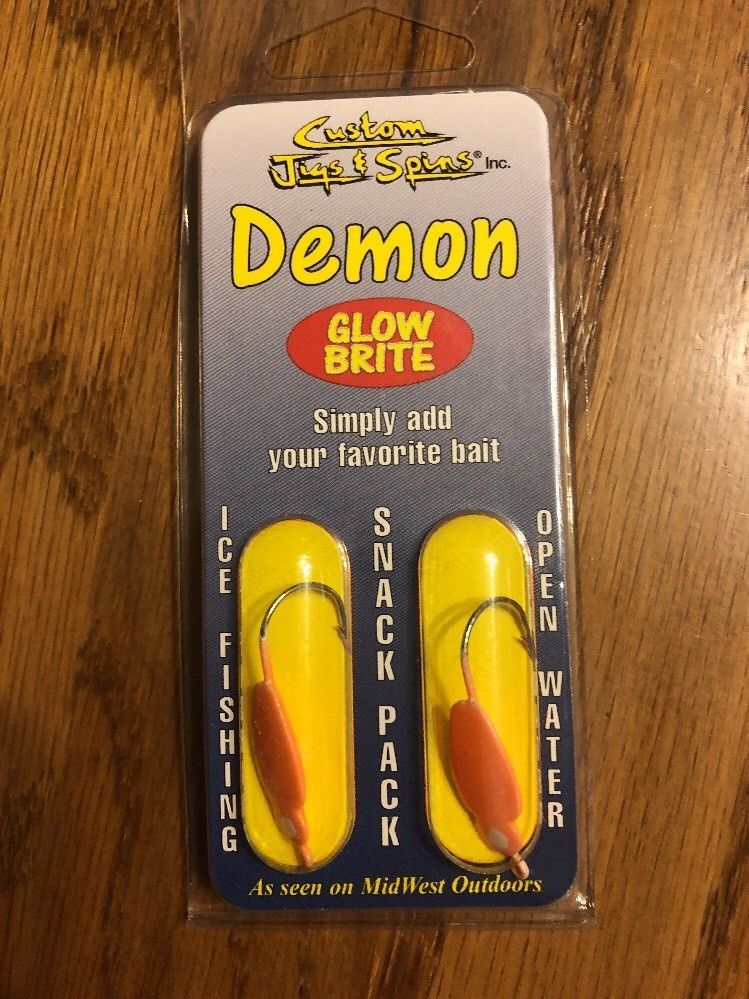 Custom
Jigs & Spins® Inc.
Demon
GLOW
BRITE
Simply add
your favorite bait
ICE FISHING
SNACK PACK
OPEN WATER
As seen on MidWest Outdoors